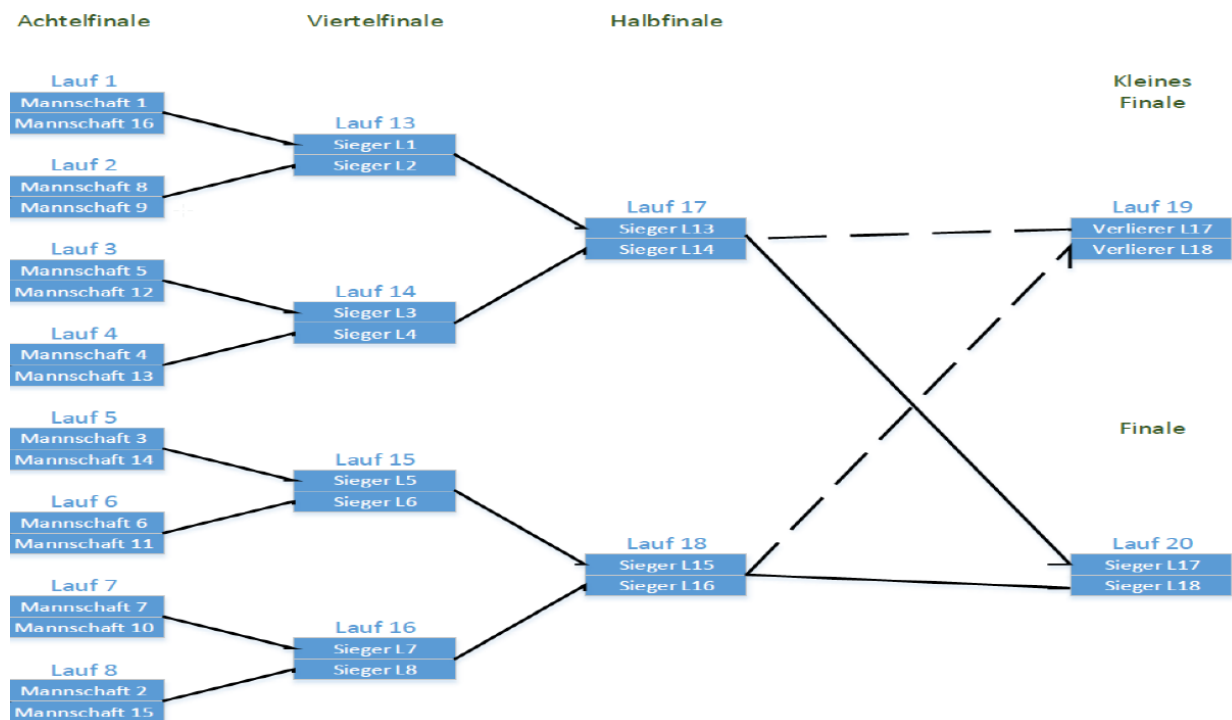 Achtelfinale
Viertelfinale
Halbfinale
Lauf 1
Mannschaft 1
Mannschaft 16
Lauf 2
Mannschaft 8
Mannschaft 9
Lauf 3
Mannschaft 5
Mannschaft 12
Lauf 4
Mannschaft 4
Mannschaft 13
Lauf 5
Mannschaft 3
Mannschaft 14
Lauf 6
Mannschaft 6
Mannschaft 11
Lauf 7
Mannschaft 7
Mannschaft 10
Lauf 8
Mannschaft 2
Mannschaft 15
Lauf 13
Sieger L1
Sieger L2
Lauf 14
Sieger L3
Sieger L4
Lauf 15
Sieger L5
Sieger L6
Lauf 16
Sieger L7
Sieger L8
Lauf 17
Sieger L13
Sieger L14
Lauf 18
Sieger L15
Sieger L16
Kleines
Finale
Lauf 19
Verlierer L17
Verlierer L18
Finale
Lauf 20
Sieger L17
Sieger L18